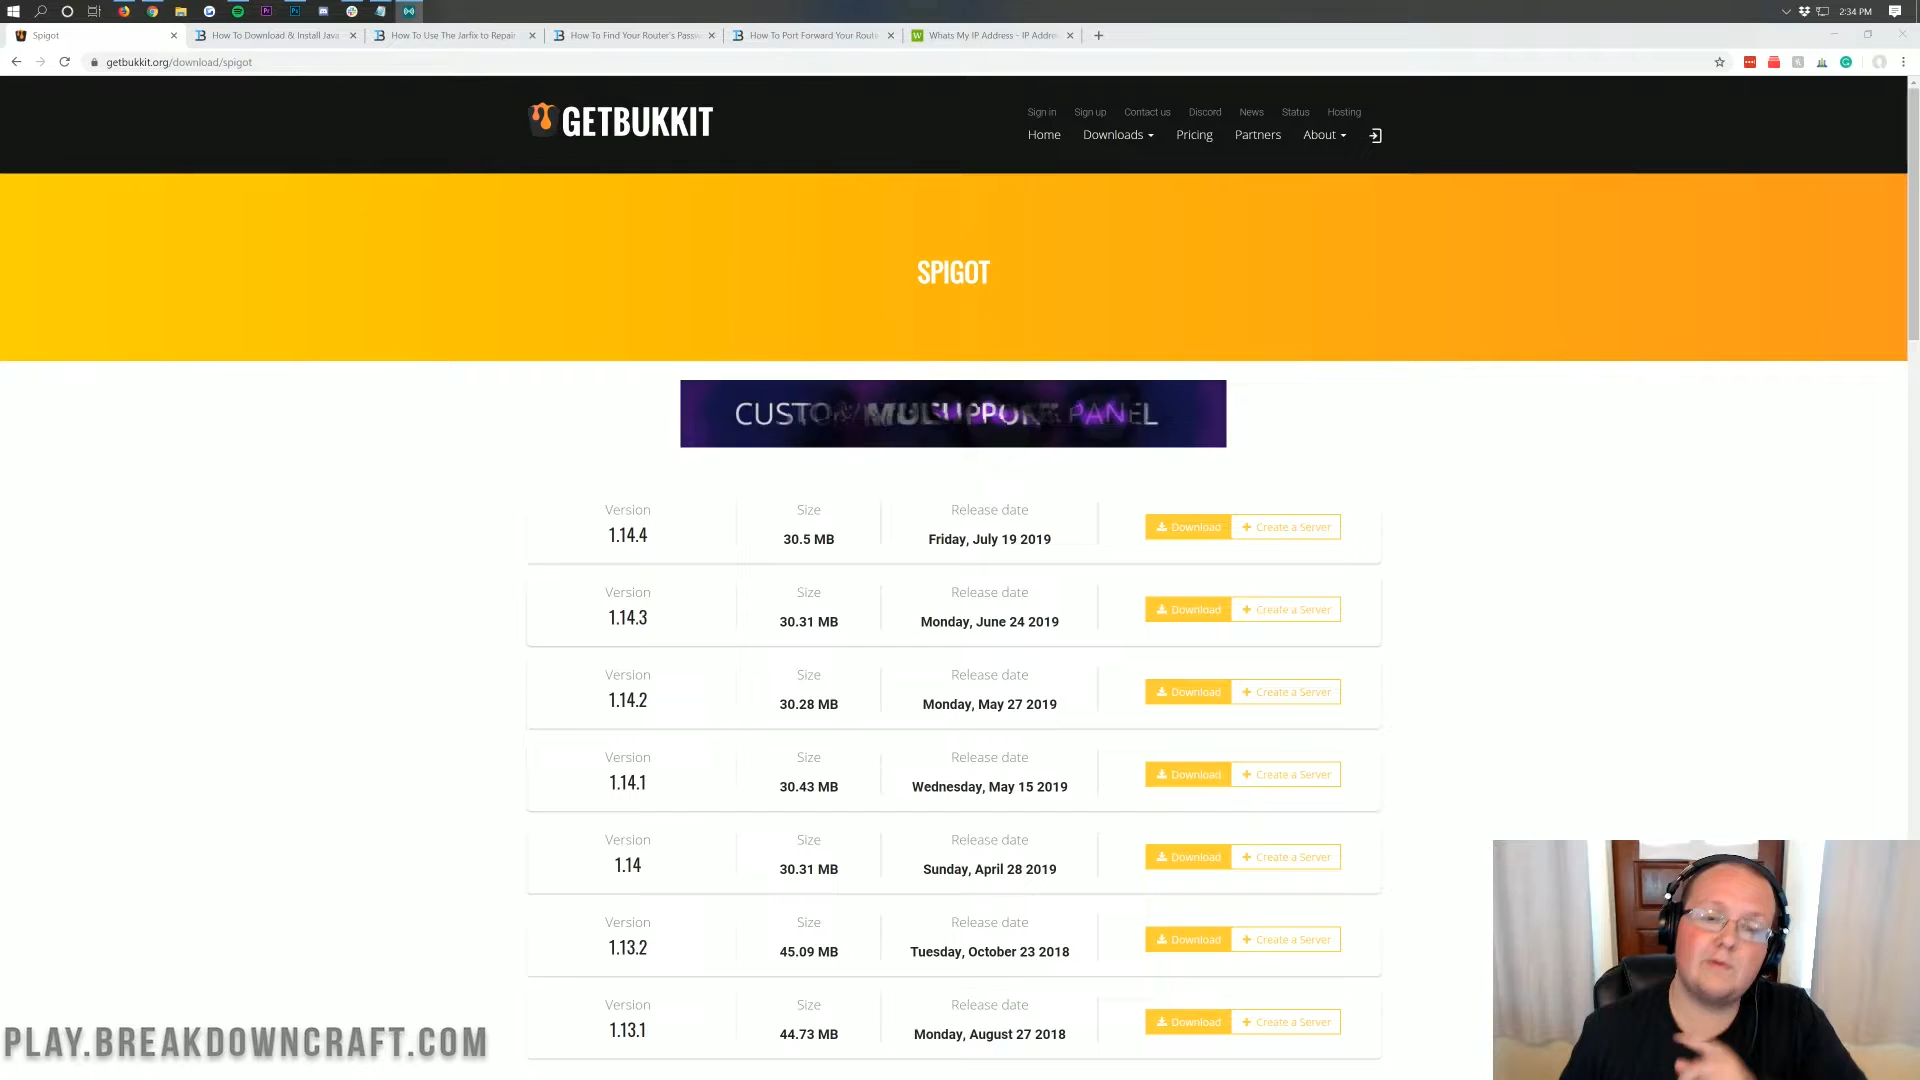 2:34 PM
Spigot
How To Download & Install Java
How To Use The Jarfix to Repair
How To Find Your Router's Passw
How To Port Forward Your Route
Whats My IP Address - IP Addre
getbukkit.org/download/spigot
GETBUKKIT
Sign in Sign up Contact us Discord News Status Hosting
Home Downloads Pricing Partners About
SPIGOT
Version Size Release date
1.14.4 30.5 MB Friday, July 19 2019 Download + Create a Server
Version Size Release date
1.14.3 30.31 MB Monday, June 24 2019 Download + Create a Server
Version Size Release date
1.14.2 30.28 MB Monday, May 27 2019 Download + Create a Server
Version Size Release date
1.14.1 30.43 MB Wednesday, May 15 2019 Download + Create a Server
Version Size Release date
1.14 30.31 MB Sunday, April 28 2019 Download + Create a Server
Version Size Release date
1.13.2 45.09 MB Tuesday, October 23 2018 Download + Create a Server
Version Size Release date
1.13.1 44.73 MB Monday, August 27 2018 Download + Create a Server
PLAY.BREAKDOWNCRAFT.COM